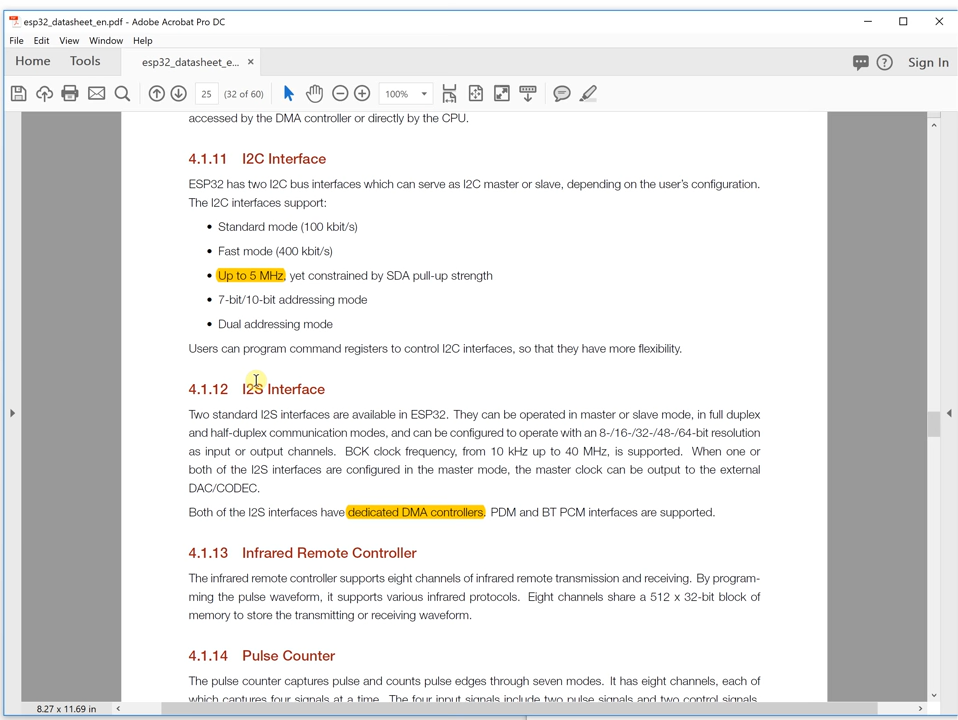 esp32_datasheet_en.pdf - Adobe Acrobat Pro DC
File Edit View Window Help
Home Tools esp32_datasheet_e... × Sign In
25 (32 of 60) 100%
accessed by the DMA controller or directly by the CPU.
4.1.11 I2C Interface
ESP32 has two I2C bus interfaces which can serve as I2C master or slave, depending on the user's configuration.
The I2C interfaces support:
• Standard mode (100 kbit/s)
• Fast mode (400 kbit/s)
• Up to 5 MHz, yet constrained by SDA pull-up strength
• 7-bit/10-bit addressing mode
• Dual addressing mode
Users can program command registers to control I2C interfaces, so that they have more flexibility.
4.1.12 I2S Interface
Two standard I2S interfaces are available in ESP32. They can be operated in master or slave mode, in full duplex
and half-duplex communication modes, and can be configured to operate with an 8-/16-/32-/48-/64-bit resolution
as input or output channels. BCK clock frequency, from 10 kHz up to 40 MHz, is supported. When one or
both of the I2S interfaces are configured in the master mode, the master clock can be output to the external
DAC/CODEC.
Both of the I2S interfaces have dedicated DMA controllers. PDM and BT PCM interfaces are supported.
4.1.13 Infrared Remote Controller
The infrared remote controller supports eight channels of infrared remote transmission and receiving. By program-
ming the pulse waveform, it supports various infrared protocols. Eight channels share a 512 x 32-bit block of
memory to store the transmitting or receiving waveform.
4.1.14 Pulse Counter
The pulse counter captures pulse and counts pulse edges through seven modes. It has eight channels, each of
which captures four signals at a time. The four input signals include two pulse signals and two control signals.
8.27 x 11.69 in